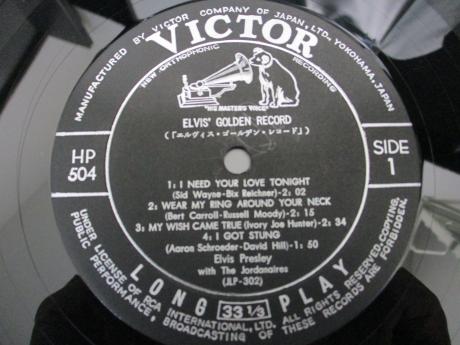 MANUFACTURED BY VICTOR COMPANY OF JAPAN, LTD. YOKOHAMA, JAPAN
VICTOR
NEW ORTHOPHONIC RECORDING
"HIS MASTER'S VOICE"
ELVIS' GOLDEN RECORD
(「エルヴィス・ゴールデン・レコード」)
HP
504
SIDE
1
1: I NEED YOUR LOVE TONIGHT
(Sid Wayne-Bix Reichner)-2: 02
2: WEAR MY RING AROUND YOUR NECK
(Bert Carroll-Russell Moody)-2: 15
3: MY WISH CAME TRUE (Ivory Joe Hunter)-2: 34
4: I GOT STUNG
(Aaron Schroeder-David Hill)-1: 50
Elvis Presley
with The Jordanaires
(JLP-302)
LONG 33 1/3 PLAY
UNDER LICENSE OF RCA INTERNATIONAL, LTD. ALL RIGHTS RESERVED. COPYING,
PUBLIC PERFORMANCE, BROADCASTING OF THESE RECORDS ARE FORBIDDEN.